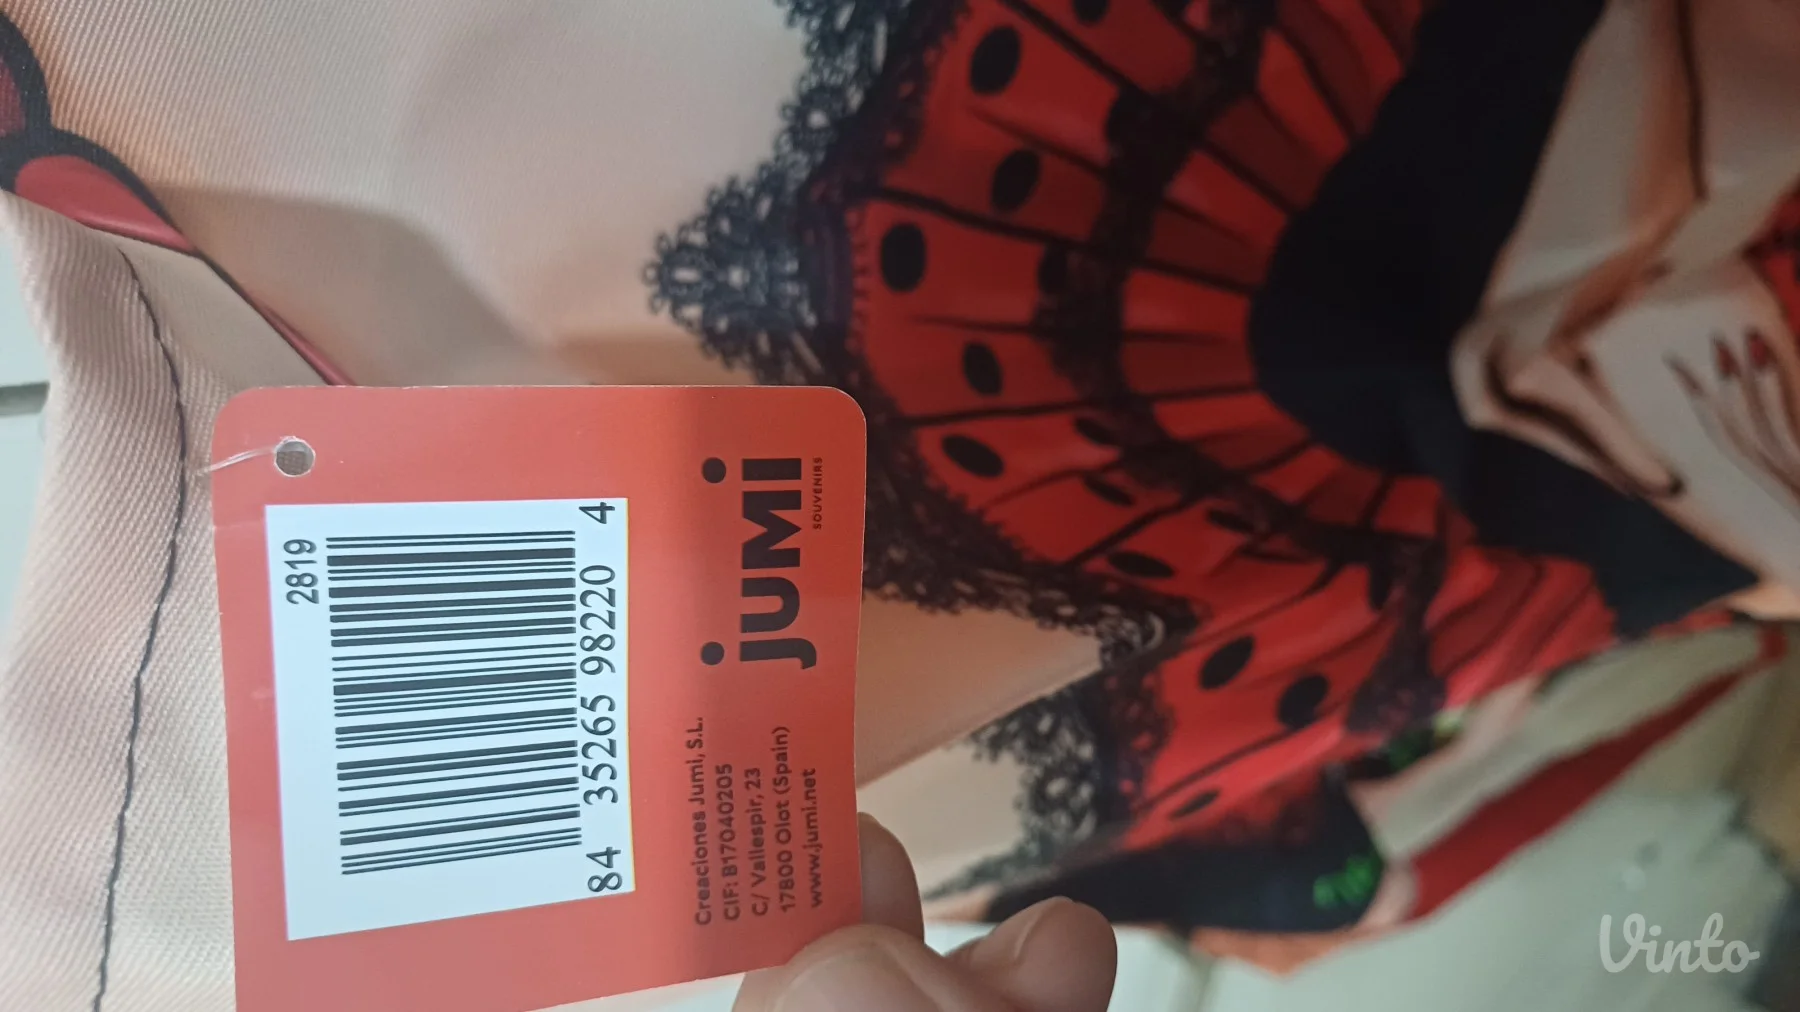 2819
84 35265 98220 4
jUMi
SOUVENIRS
Creaciones Jumi, S.L.
CIF: B17040205
C/ Vallespir, 23
17800 Olot (Spain)
www.jumi.net
Vinto